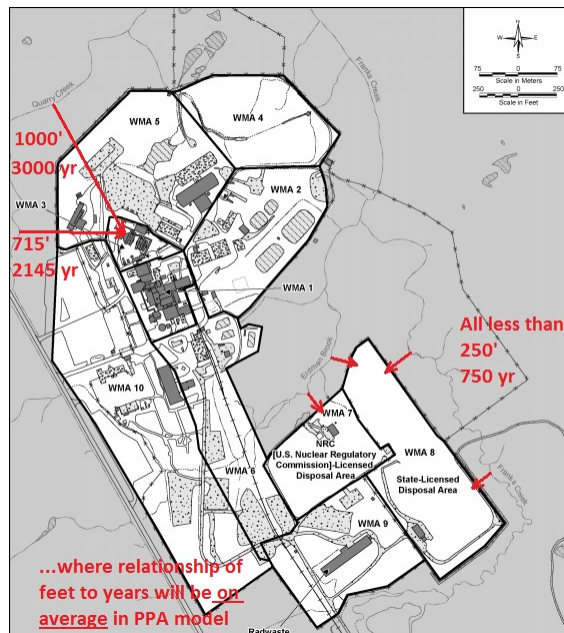 N
W E
S
75 0 75
Scale in Meters
250 0 250
Scale in Feet
Quarry Creek
Franks Creek
WMA 5
WMA 4
1000'
3000 yr
WMA 3
WMA 2
715'
2145 yr
WMA 1
All less than
250'
750 yr
Erdman Brook
WMA 10
WMA 7
NRC
[U.S. Nuclear Regulatory
Commission]-Licensed
Disposal Area
WMA 8
State-Licensed
Disposal Area
Franks Creek
WMA 6
WMA 9
...where relationship of
feet to years will be on
average in PPA model
Radwaste